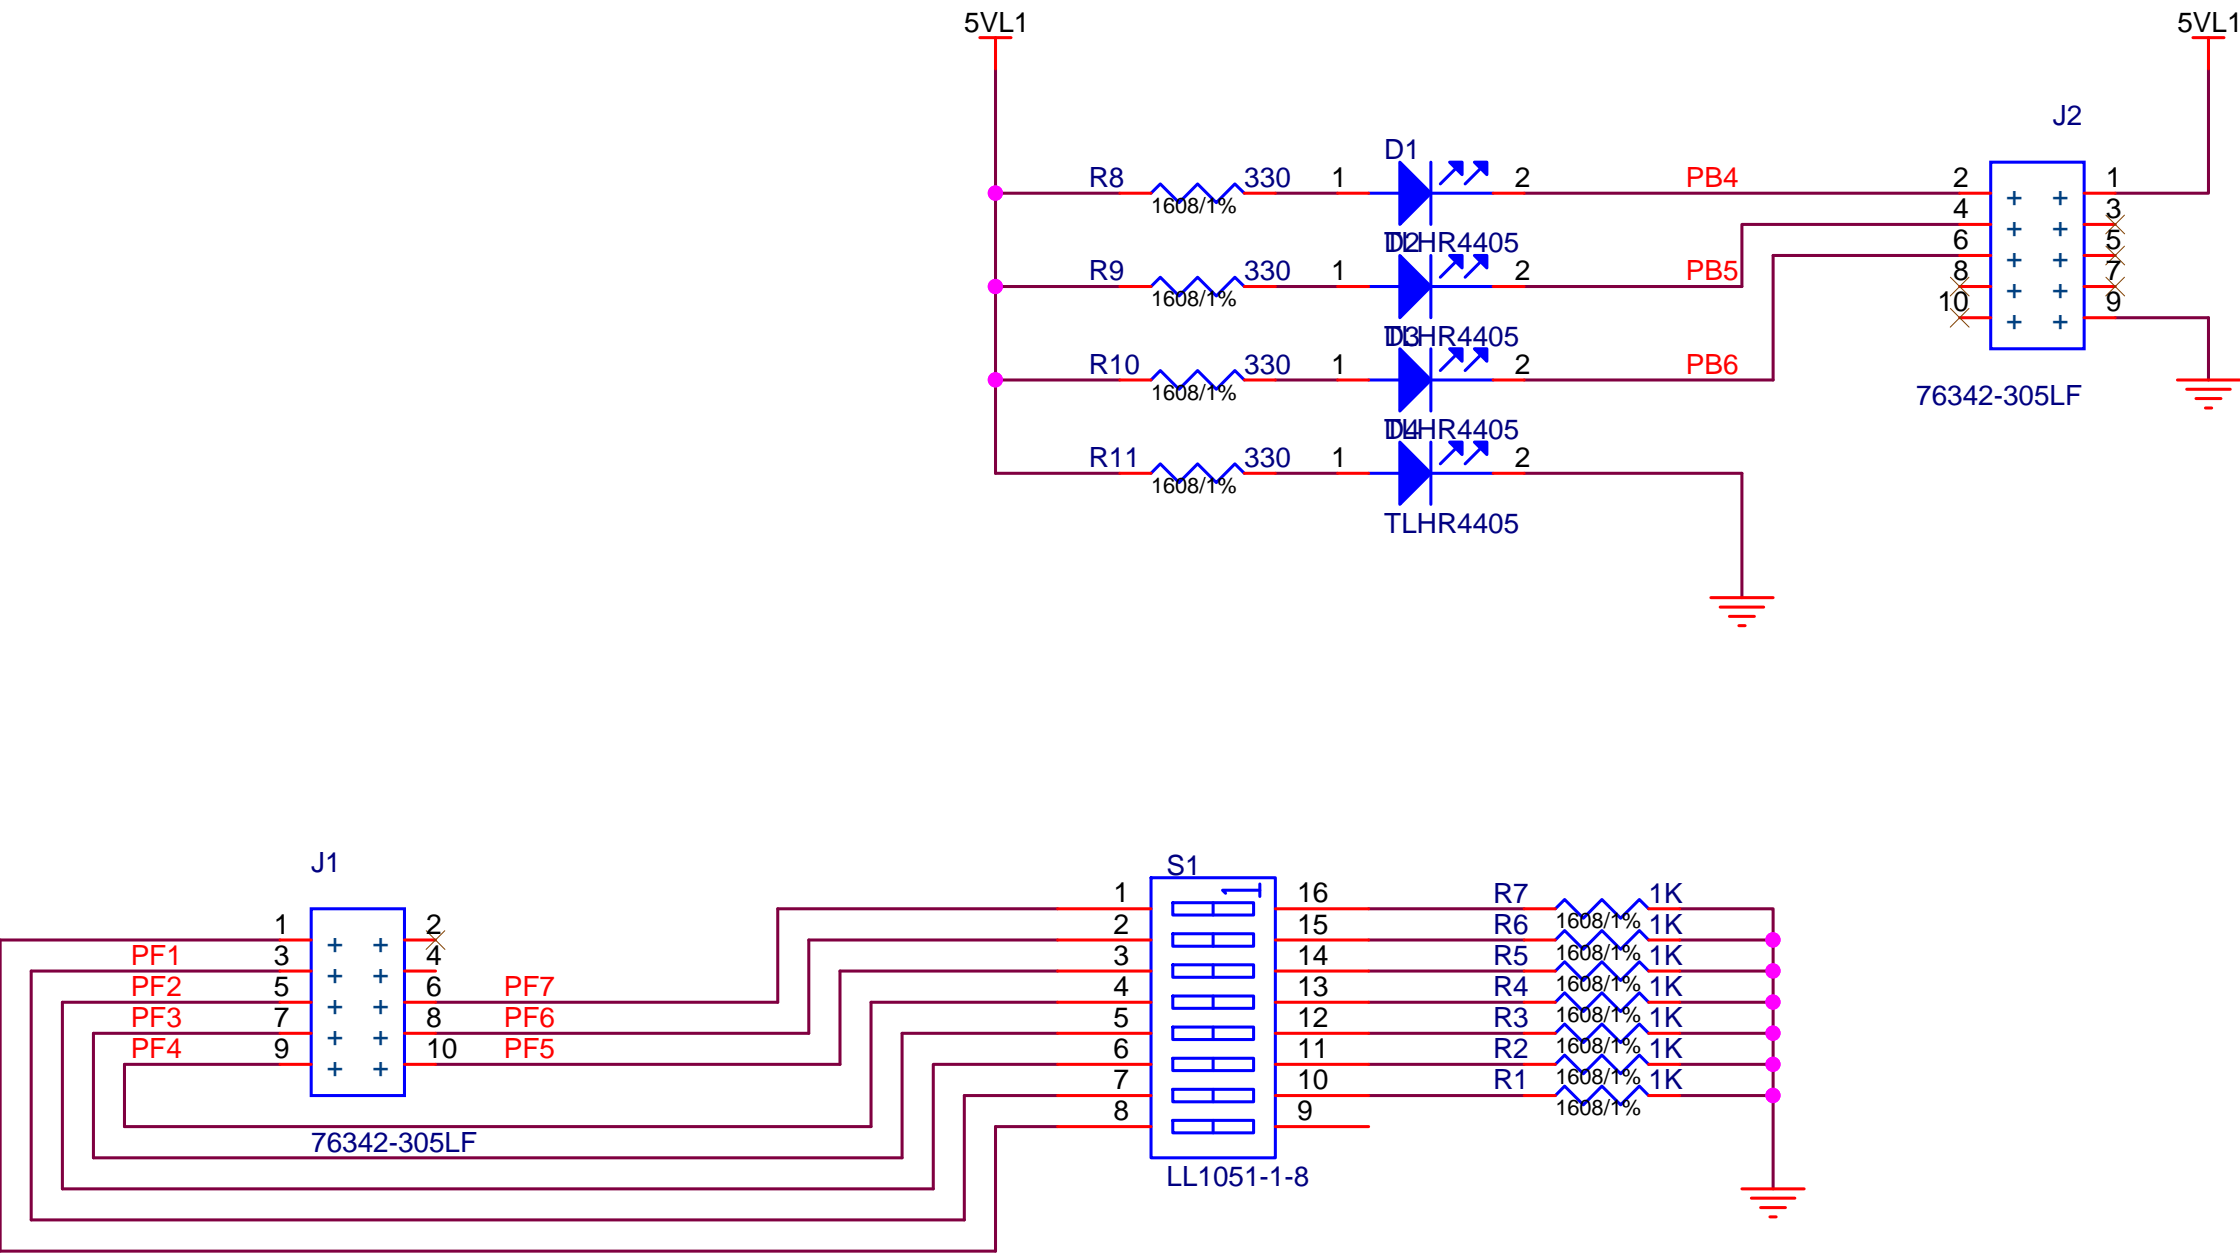 5VL1
5VL1
J2
D1
R8 330 1 2 PB4 2 1
1608/1%
4 3
D2 TLHR4405 6 5
R9 330 1 2 PB5 8 7
1608/1%
10 9
D3 TLHR4405
R10 330 1 2 PB6
1608/1%
76342-305LF
D4 TLHR4405
R11 330 1 2
1608/1%
TLHR4405
J1
S1
1
1 16 R7 1K
1608/1%
1 2 2 15 R6 1K
1608/1%
PF1 3 4 3 14 R5 1K
1608/1%
PF2 5 6 PF7 4 13 R4 1K
1608/1%
PF3 7 8 PF6 5 12 R3 1K
1608/1%
PF4 9 10 PF5 6 11 R2 1K
1608/1%
7 10 R1 1K
1608/1%
8 9
76342-305LF
LL1051-1-8